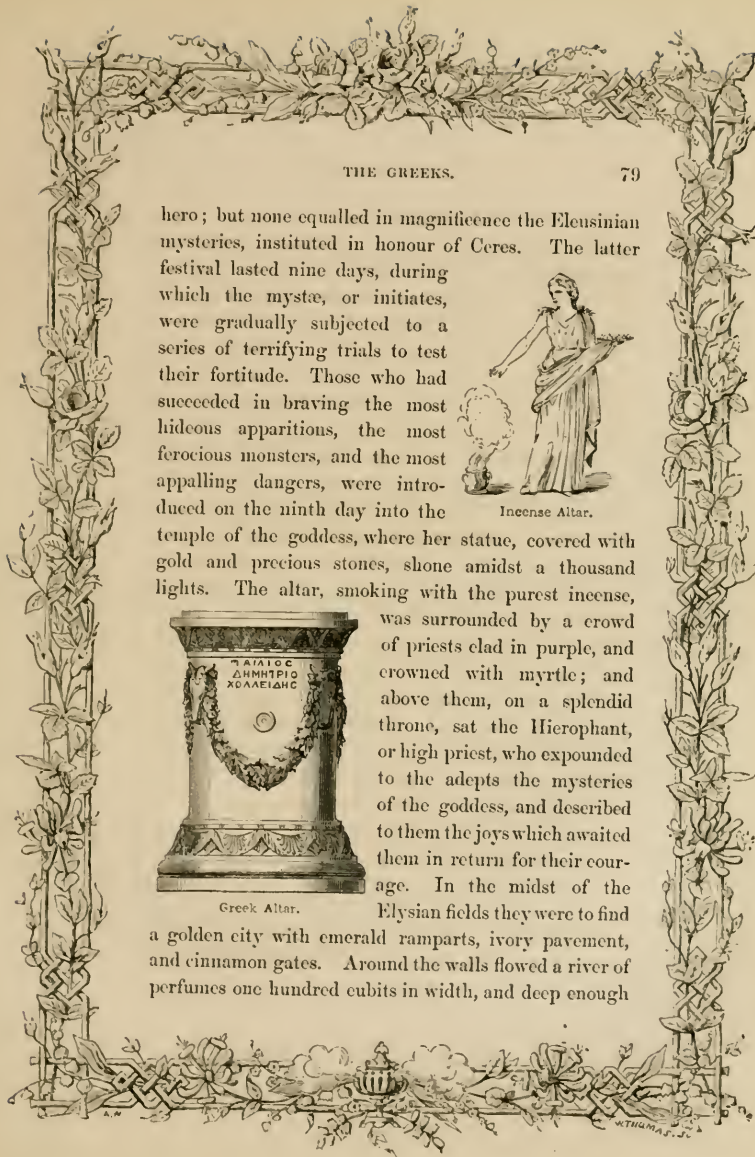 THE GREEKS. 79
hero; but none equalled in magnificence the Eleusinian
mysteries, instituted in honour of Ceres. The latter
festival lasted nine days, during
which the mystæ, or initiates,
were gradually subjected to a
series of terrifying trials to test
their fortitude. Those who had
succeeded in braving the most
hideous apparitions, the most
ferocious monsters, and the most
appalling dangers, were intro-
duced on the ninth day into the
Incense Altar.
temple of the goddess, where her statue, covered with
gold and precious stones, shone amidst a thousand
lights. The altar, smoking with the purest incense,
was surrounded by a crowd
of priests clad in purple, and
crowned with myrtle; and
above them, on a splendid
throne, sat the Hierophant,
or high priest, who expounded
to the adepts the mysteries
of the goddess, and described
to them the joys which awaited
them in return for their cour-
age. In the midst of the
Elysian fields they were to find
ΠΑΙΛΙΟC
ΔΗΜΗΤΡΙΟ
ΧΟΛΛΕΙΔΗC
Greek Altar.
a golden city with emerald ramparts, ivory pavement,
and cinnamon gates. Around the walls flowed a river of
perfumes one hundred cubits in width, and deep enough
W THOMAS. Sc